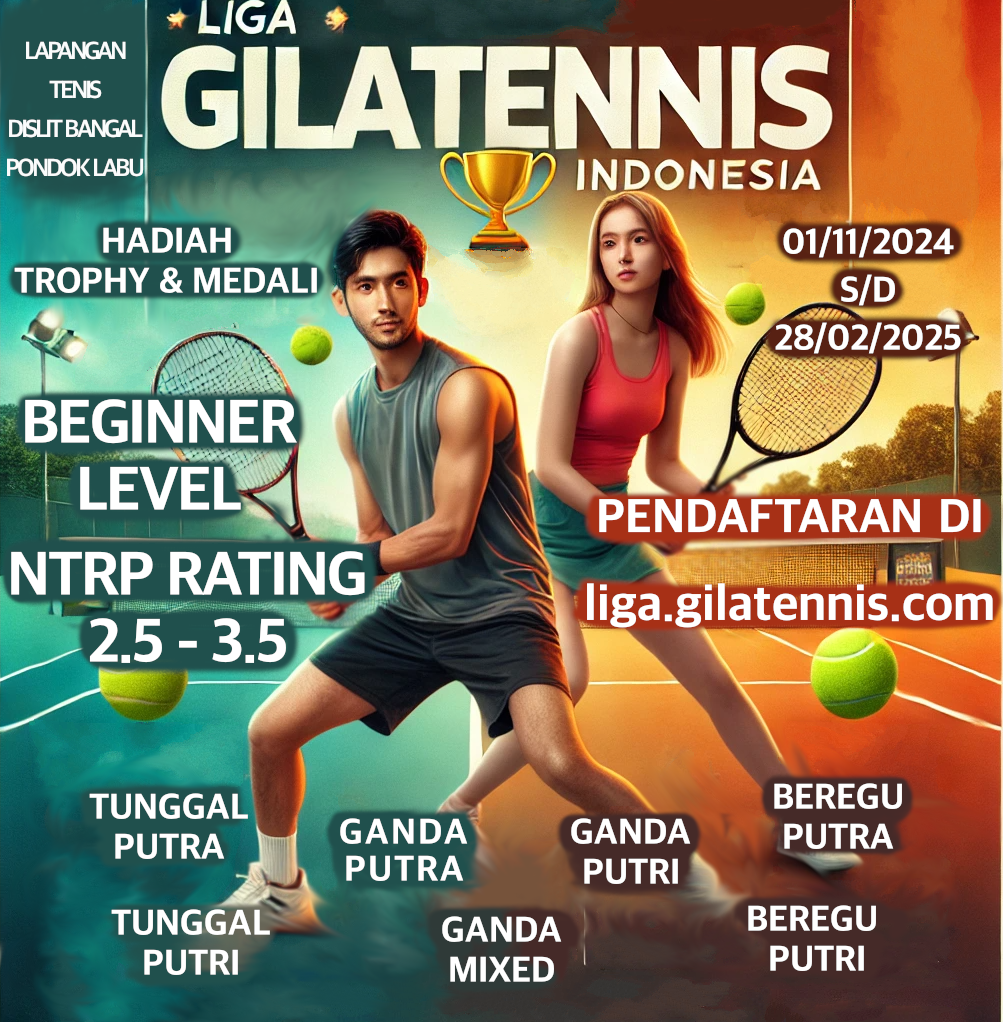 LIGA
GILATENNIS
INDONESIA
LAPANGAN
TENIS
DISLIT BANGAL
PONDOK LABU
HADIAH
TROPHY & MEDALI
01/11/2024
S/D
28/02/2025
BEGINNER
LEVEL
NTRP RATING
2.5 - 3.5
PENDAFTARAN DI
liga.gilatennis.com
TUNGGAL
PUTRA
GANDA
PUTRA
GANDA
PUTRI
BEREGU
PUTRA
TUNGGAL
PUTRI
GANDA
MIXED
BEREGU
PUTRI